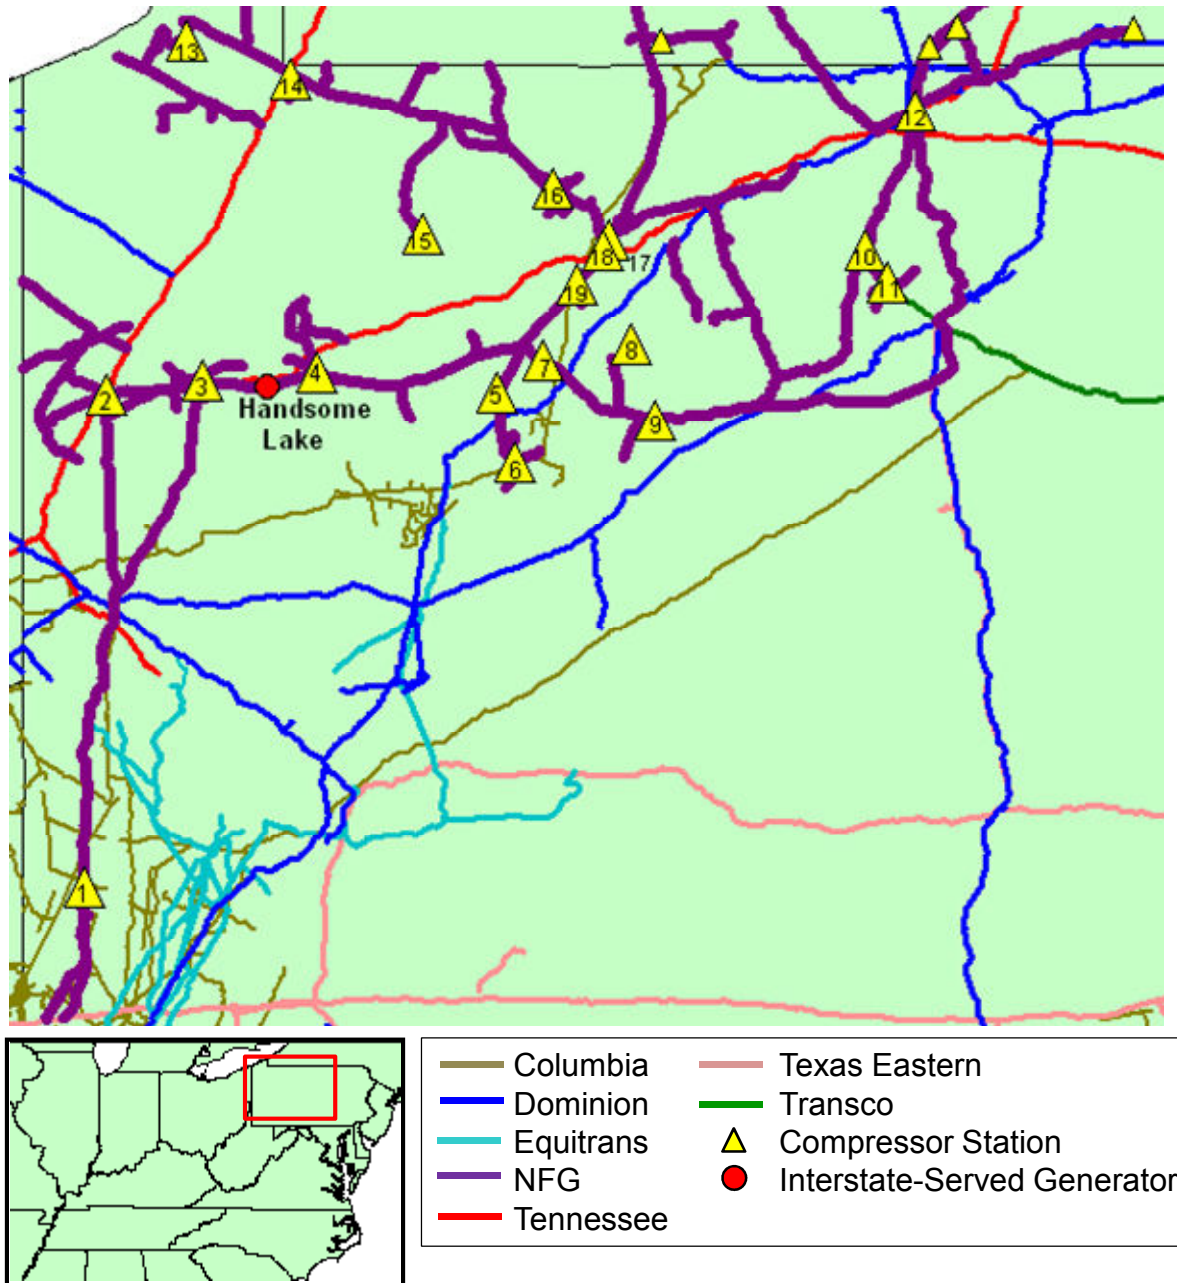 13
14
12
16
15
18
17
10
19
11
8
7
4
3
5
2
Handsome
Lake
9
6
1
Columbia
Dominion
Equitrans
NFG
Tennessee
Texas Eastern
Transco
Compressor Station
Interstate-Served Generator